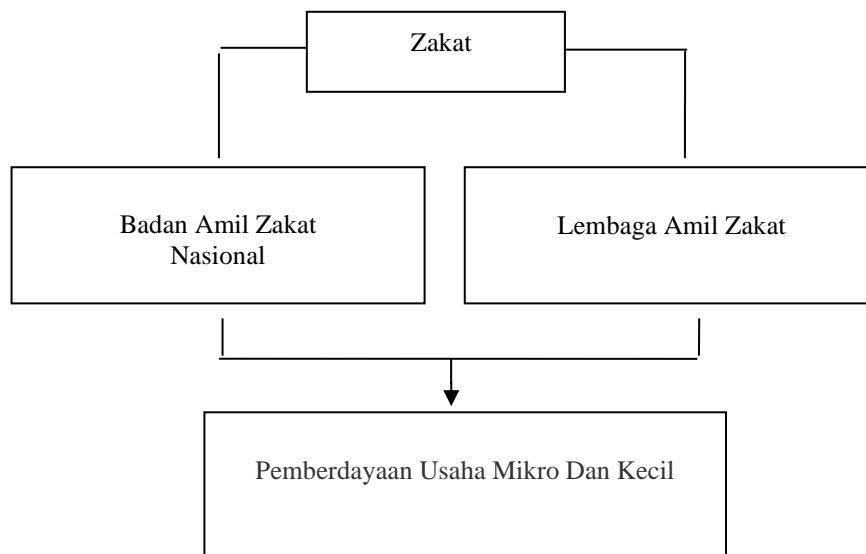 Zakat
Badan Amil Zakat
Nasional
Lembaga Amil Zakat
Pemberdayaan Usaha Mikro Dan Kecil